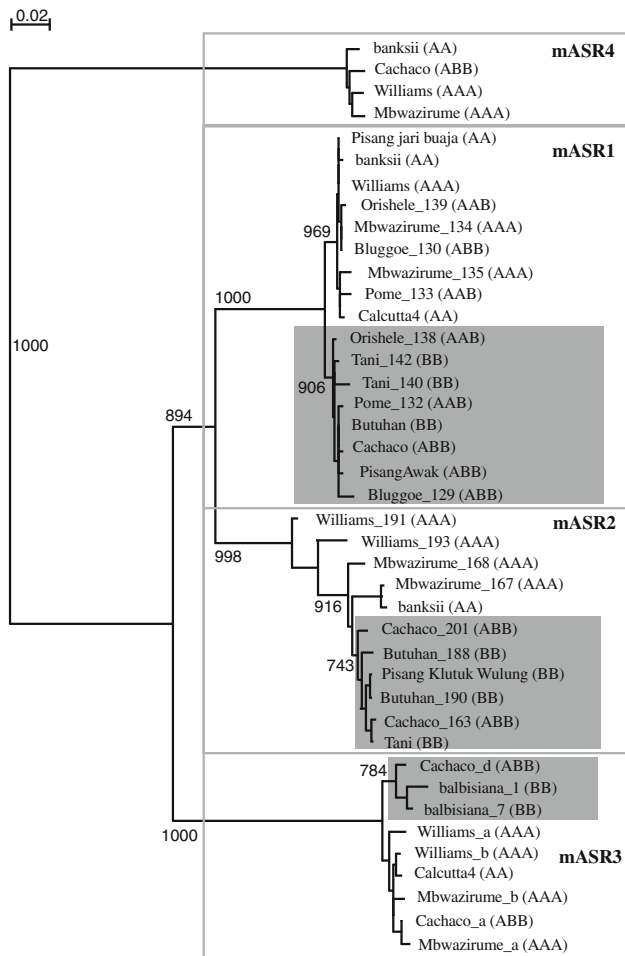 0.02
banksii (AA)
mASR4
Cachaco (ABB)
Williams (AAA)
Mbwazirume (AAA)
Pisang jari buaja (AA)
mASR1
banksii (AA)
Williams (AAA)
Orishele_139 (AAB)
969
Mbwazirume_134 (AAA)
Bluggoe_130 (ABB)
Mbwazirume_135 (AAA)
1000
Pome_133 (AAB)
Calcutta4 (AA)
Orishele_138 (AAB)
1000
Tani_142 (BB)
906
Tani_140 (BB)
Pome_132 (AAB)
894
Butuhan (BB)
Cachaco (ABB)
PisangAwak (ABB)
Bluggoe_129 (ABB)
Williams_191 (AAA)
mASR2
Williams_193 (AAA)
998
Mbwazirume_168 (AAA)
Mbwazirume_167 (AAA)
916
banksii (AA)
Cachaco_201 (ABB)
Butuhan_188 (BB)
743
Pisang Klutuk Wulung (BB)
Butuhan_190 (BB)
Cachaco_163 (ABB)
Tani (BB)
Cachaco_d (ABB)
784
balbisiana_1 (BB)
balbisiana_7 (BB)
Williams_a (AAA)
1000
Williams_b (AAA)
mASR3
Calcutta4 (AA)
Mbwazirume_b (AAA)
Cachaco_a (ABB)
Mbwazirume_a (AAA)